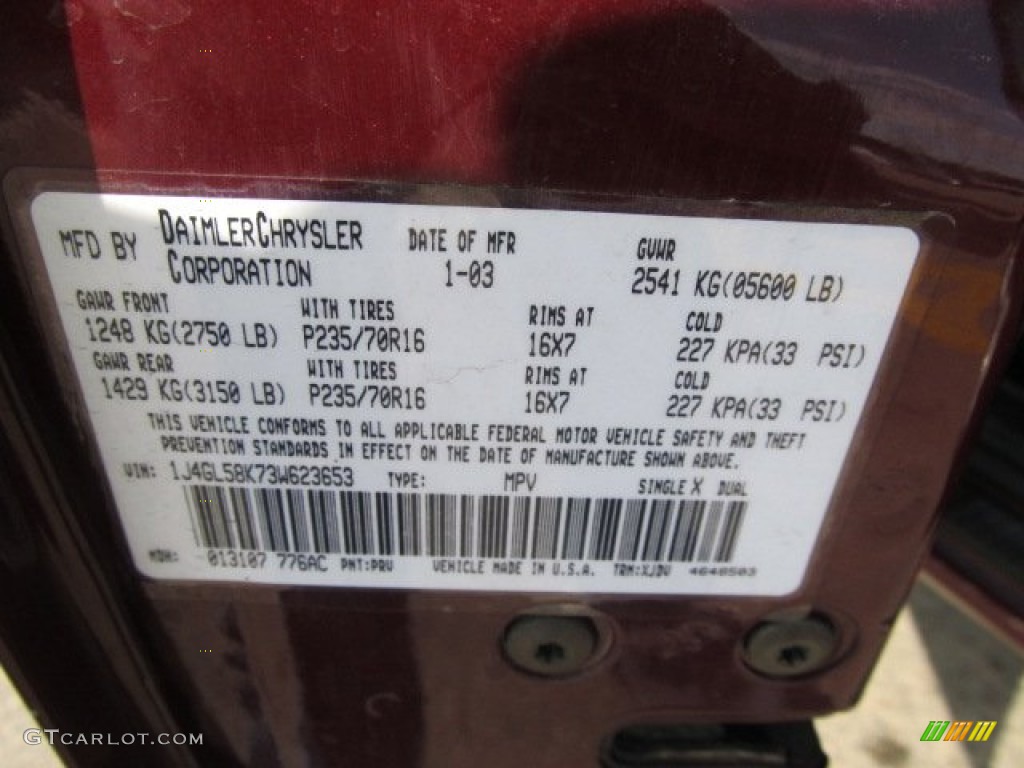 MFD BY DAIMLERCHRYSLER CORPORATION DATE OF MFR 1-03 GVWR 2541 KG(05600 LB)
GAWR FRONT WITH TIRES RIMS AT COLD
1248 KG(2750 LB) P235/70R16 16X7 227 KPA(33 PSI)
GAWR REAR WITH TIRES RIMS AT COLD
1429 KG(3150 LB) P235/70R16 16X7 227 KPA(33 PSI)
THIS VEHICLE CONFORMS TO ALL APPLICABLE FEDERAL MOTOR VEHICLE SAFETY AND THEFT
PREVENTION STANDARDS IN EFFECT ON THE DATE OF MANUFACTURE SHOWN ABOVE.
VIN: 1J4GL58K73W623653 TYPE: MPV SINGLE X DUAL
MDH: 013107 776AC PNT:PRV VEHICLE MADE IN U.S.A. TRM:XJDV 4648503
GTCARLOT.COM